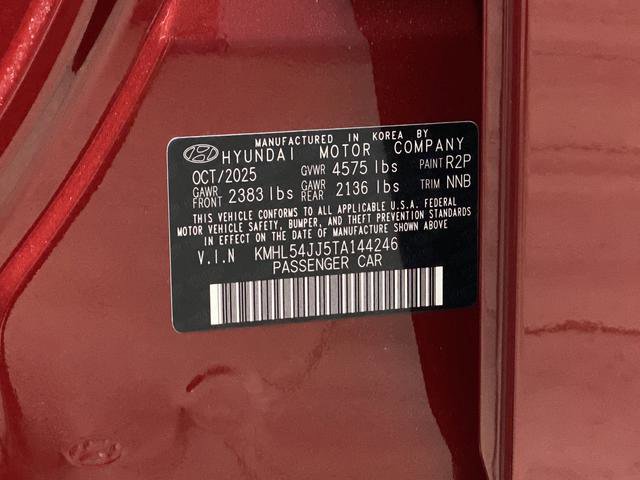 MANUFACTURED IN KOREA BY
HYUNDAI MOTOR COMPANY
OCT/2025 GVWR 4575 lbs PAINT R2P
GAWR FRONT 2383 lbs GAWR REAR 2136 lbs TRIM NNB
THIS VEHICLE CONFORMS TO ALL APPLICABLE U.S.A. FEDERAL
MOTOR VEHICLE SAFETY, BUMPER, AND THEFT PREVENTION STANDARDS
IN EFFECT ON THE DATE OF MANUFACTURE SHOWN ABOVE
V.I.N KMHL54JJ5TA144246
PASSENGER CAR